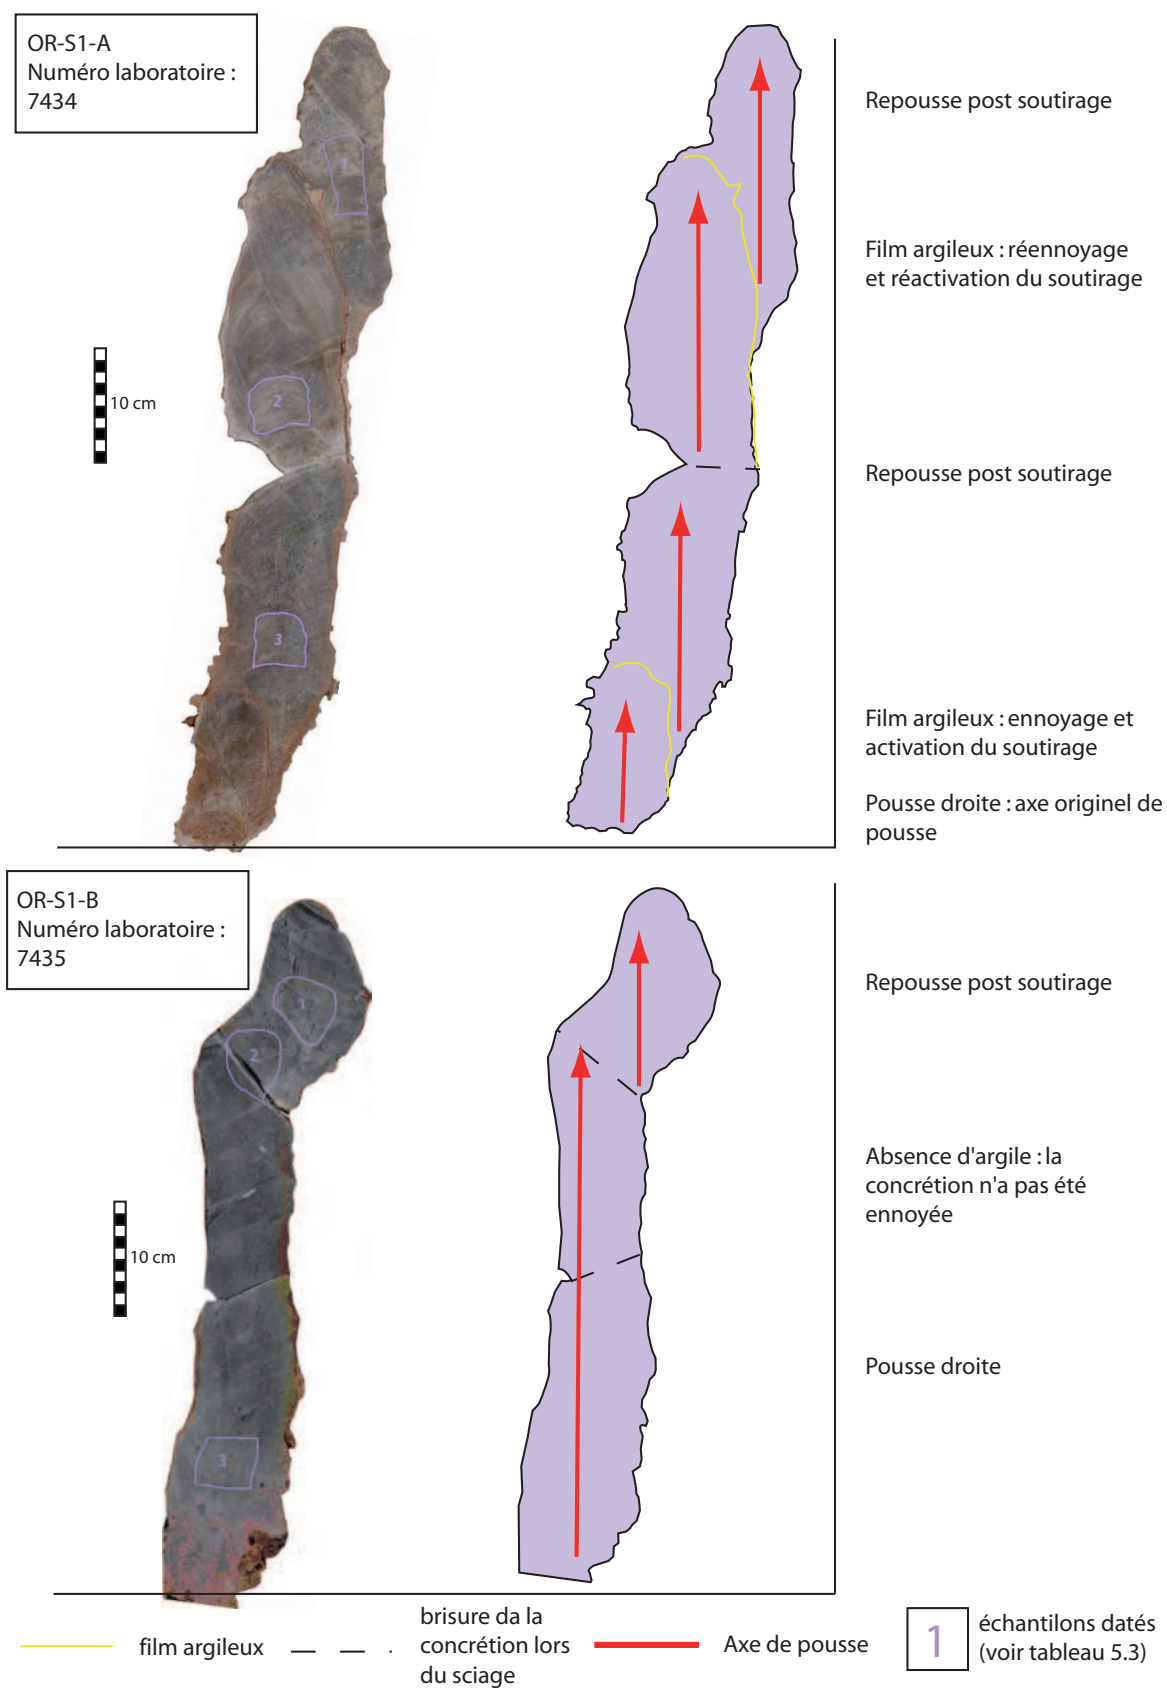 OR-S1-A
Numéro laboratoire :
7434
Repousse post soutirage
1
Film argileux : réennoyage
et réactivation du soutirage
2
10 cm
Repousse post soutirage
3
Film argileux : ennoyage et
activation du soutirage
Pousse droite : axe originel de
pousse
OR-S1-B
Numéro laboratoire :
7435
Repousse post soutirage
1
2
Absence d'argile : la
concrétion n'a pas été
ennoyée
10 cm
Pousse droite
3
film argileux
brisure da la
concrétion lors
du sciage
Axe de pousse
1
échantilons datés
(voir tableau 5.3)